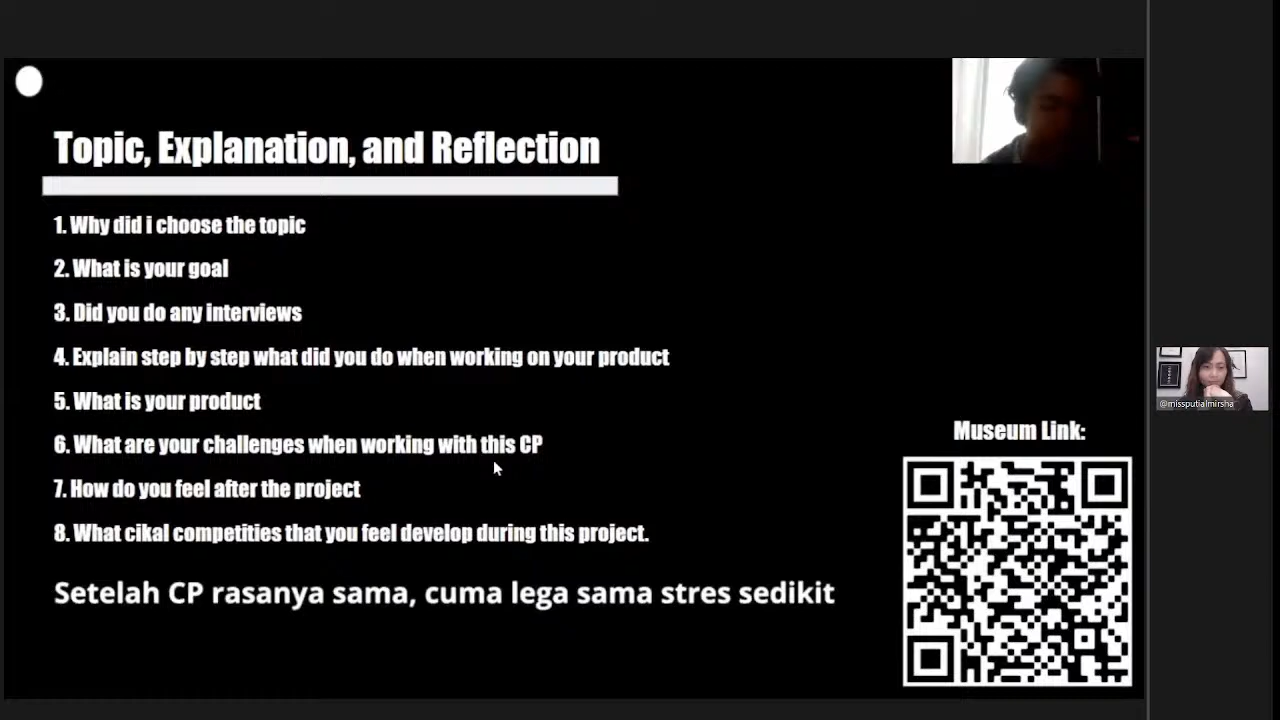 Topic, Explanation, and Reflection
1. Why did i choose the topic
2. What is your goal
3. Did you do any interviews
4. Explain step by step what did you do when working on your product
5. What is your product
6. What are your challenges when working with this CP
7. How do you feel after the project
8. What cikal competities that you feel develop during this project.
Setelah CP rasanya sama, cuma lega sama stres sedikit
Museum Link:
@missputialmirsha